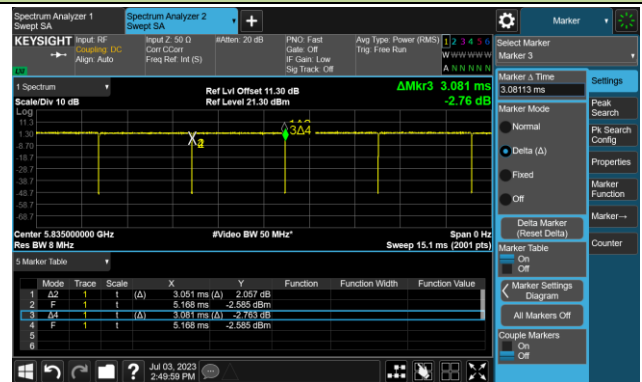 Spectrum Analyzer 1
Swept SA
Spectrum Analyzer 2
Swept SA
Marker
KEYSIGHT
Input: RF
Coupling: DC
Align: Auto
Input Z: 50 Ω
Corr CCorr
Freq Ref: Int (S)
#Atten: 20 dB
PNO: Fast
Gate: Off
IF Gain: Low
Sig Track: Off
Avg Type: Power (RMS)
Trig: Free Run
1 2 3 4 5 6
W W W W W W
A N N N N N
LXI
Select Marker
Marker 3
1 Spectrum
Scale/Div 10 dB
Ref Lvl Offset 11.30 dB
Ref Level 21.30 dBm
ΔMkr3 3.081 ms
-2.76 dB
Log
11.3
1.30
-8.70
-18.7
-28.7
-38.7
-48.7
-58.7
-68.7
3Δ4
Center 5.835000000 GHz
Res BW 8 MHz
#Video BW 50 MHz*
Span 0 Hz
Sweep 15.1 ms (2001 pts)
Marker Δ Time
3.08113 ms
Marker Mode
Normal
Delta (Δ)
Fixed
Off
Delta Marker
(Reset Delta)
Marker Table
On
Off
Marker Settings
Diagram
All Markers Off
Couple Markers
On
Off
Settings
Peak
Search
Pk Search
Config
Properties
Marker
Function
Marker→
Counter
5 Marker Table
Mode Trace Scale X Y Function Function Width Function Value
1 Δ2 1 t (Δ) 3.051 ms (Δ) 2.057 dB
2 F 1 t 5.168 ms -2.585 dBm
3 Δ4 1 t (Δ) 3.081 ms (Δ) -2.763 dB
4 F 1 t 5.168 ms -2.585 dBm
5
6
?
Jul 03, 2023
2:49:59 PM